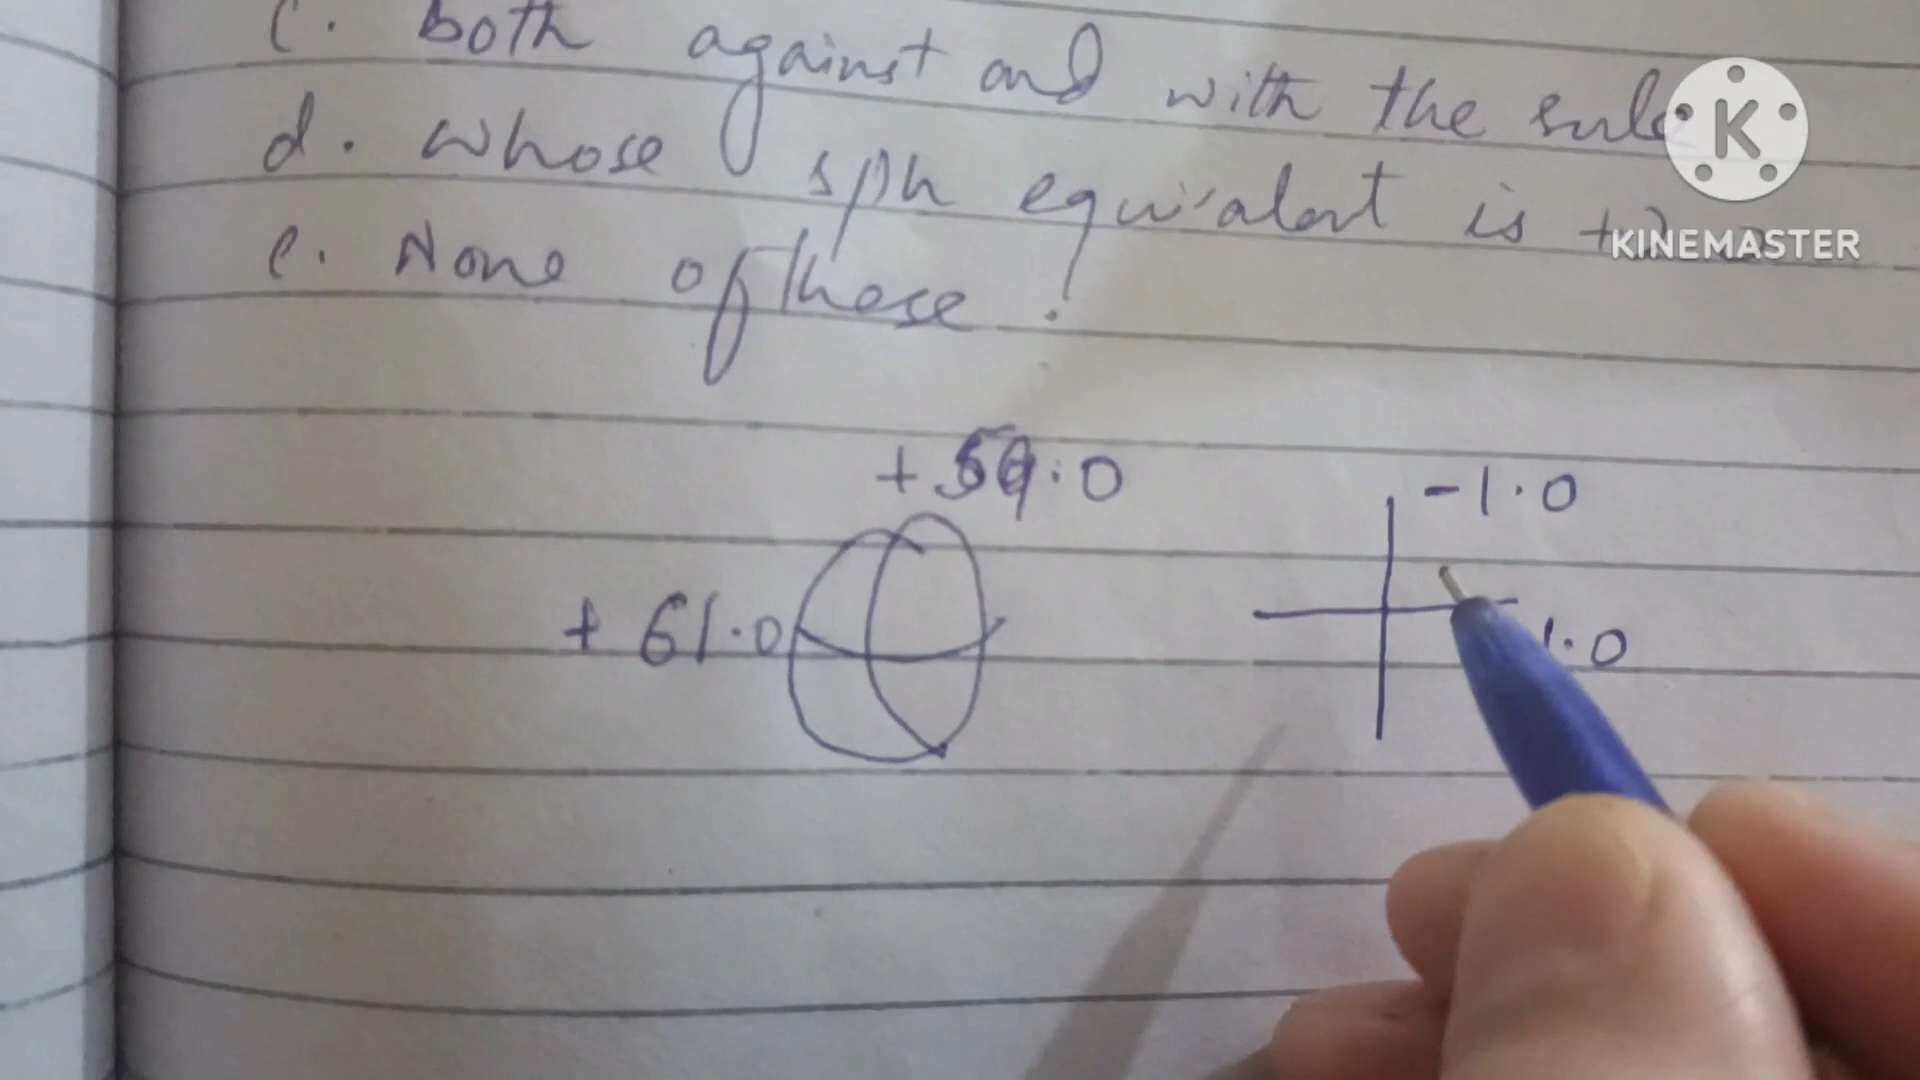 c. both against and with the rule
d. whose sph equivalent is
e. None of these.
+59.0 -1.0
+61.0 1.0
KINEMASTER